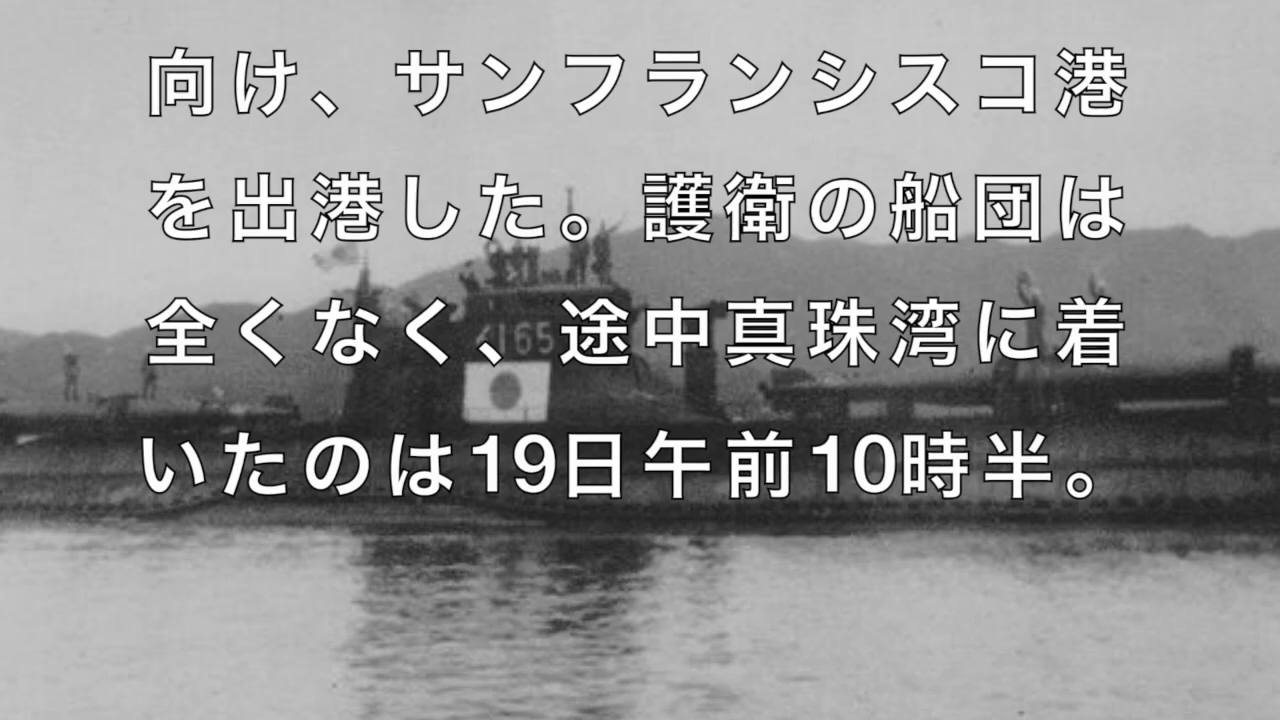 向け、サンフランシスコ港
を出港した。護衛の船団は
全くなく、途中真珠湾に着
いたのは19日午前10時半。
165